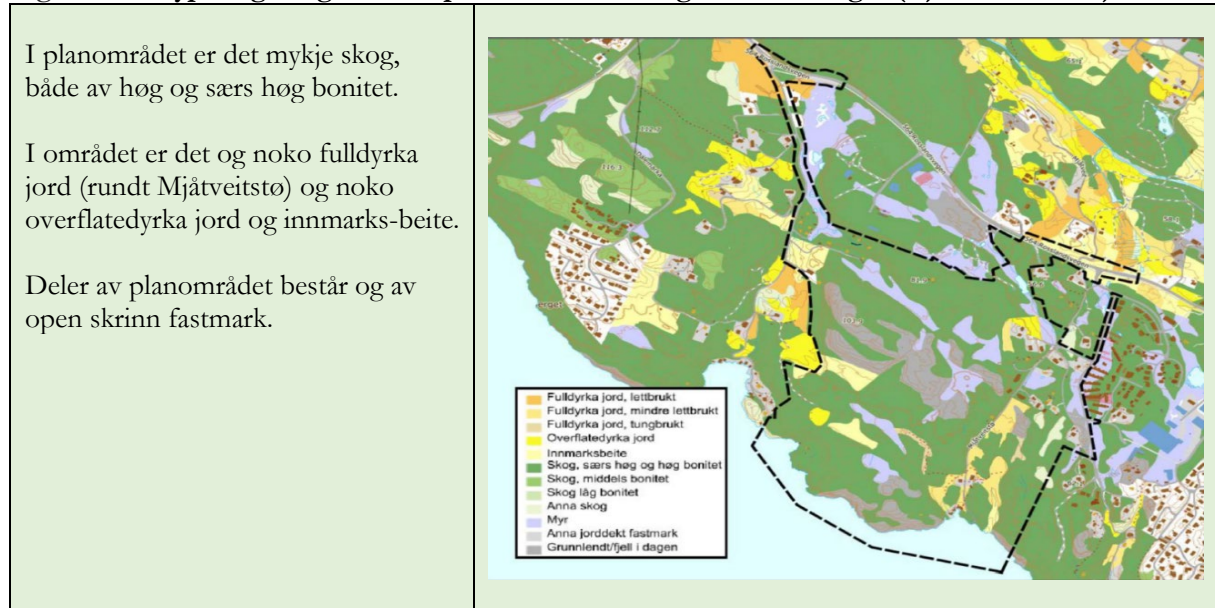 I planområdet er det mykje skog,
både av høg og særs høg bonitet.
I området er det og noko fulldyrka
jord (rundt Mjåtveitstø) og noko
overflatedyrka jord og innmarks-beite.
Deler av planområdet består og av
open skrinn fastmark.
Fulldyrka jord, lettbrukt
Fulldyrka jord, mindre lettbrukt
Fulldyrka jord, tungbrukt
Overflatedyrka jord
Innmarksbeite
Skog, særs høg og høg bonitet
Skog, middels bonitet
Skog låg bonitet
Anna skog
Myr
Anna jorddekt fastmark
Grunnlendt/fjell i dagen